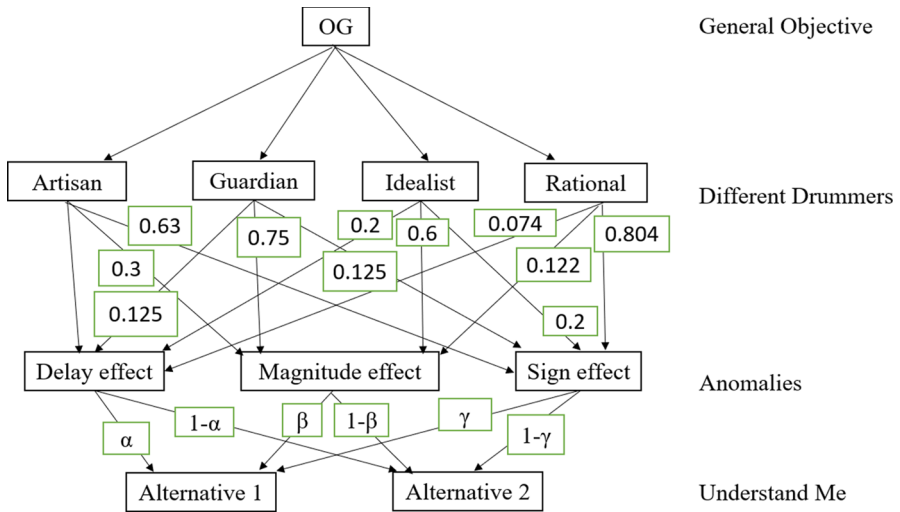 OG
General Objective
Artisan
Guardian
Idealist
Rational
Different Drummers
0.63
0.75
0.2
0.6
0.074
0.804
0.3
0.125
0.122
0.125
0.2
Delay effect
Magnitude effect
Sign effect
Anomalies
α
1-α
β
1-β
γ
1-γ
Alternative 1
Alternative 2
Understand Me